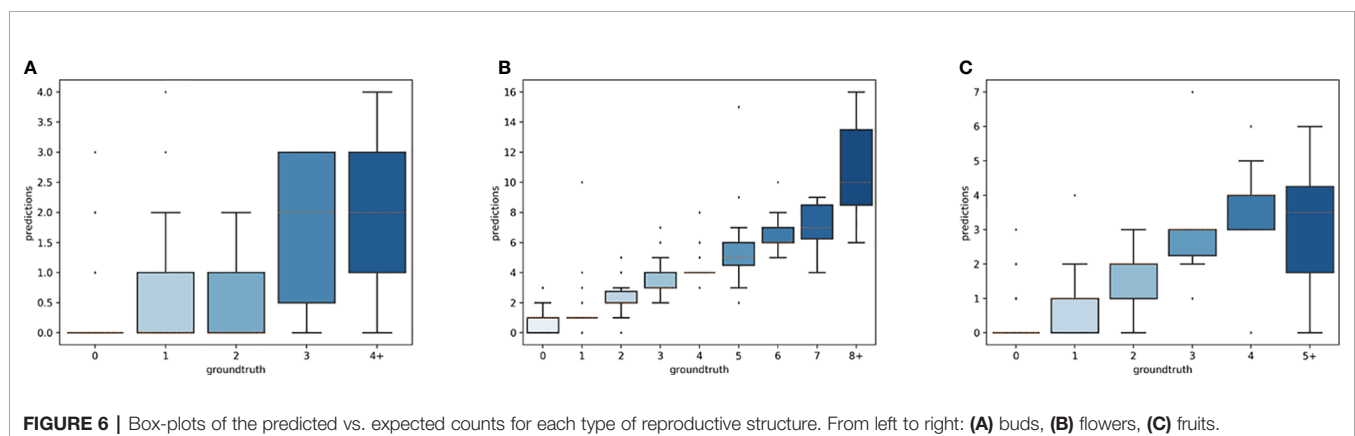 A
B
C
4.0
3.5
3.0
2.5
2.0
1.5
1.0
0.5
0.0
predictions
0 1 2 3 4+
groundtruth
16
14
12
10
8
6
4
2
0
predictions
0 1 2 3 4 5 6 7 8+
groundtruth
7
6
5
4
3
2
1
0
predictions
0 1 2 3 4 5+
groundtruth
FIGURE 6 | Box-plots of the predicted vs. expected counts for each type of reproductive structure. From left to right: (A) buds, (B) flowers, (C) fruits.